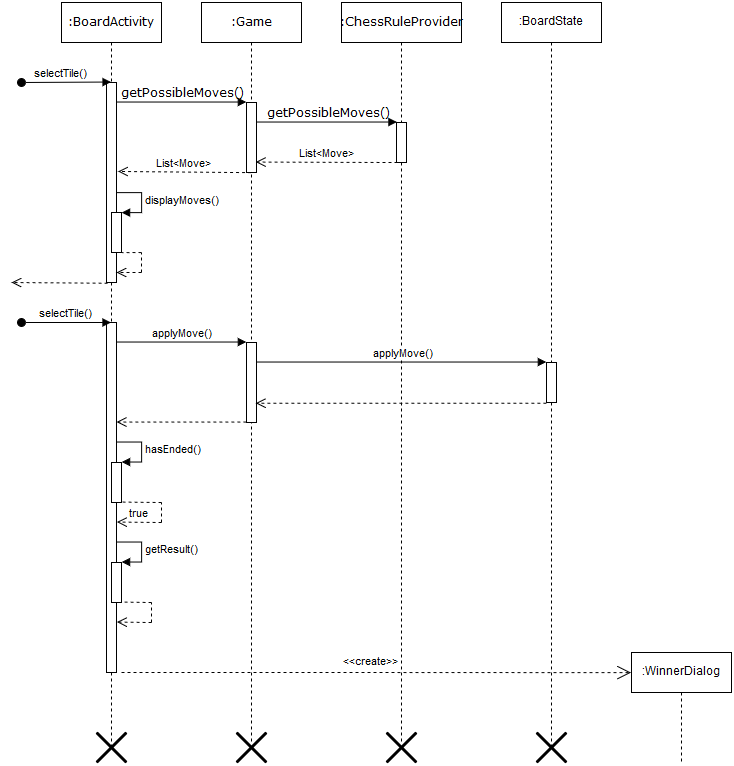 :BoardActivity
:Game
:ChessRuleProvider
:BoardState
selectTile()
getPossibleMoves()
getPossibleMoves()
List<Move>
List<Move>
displayMoves()
selectTile()
applyMove()
applyMove()
hasEnded()
true
getResult()
<<create>>
:WinnerDialog